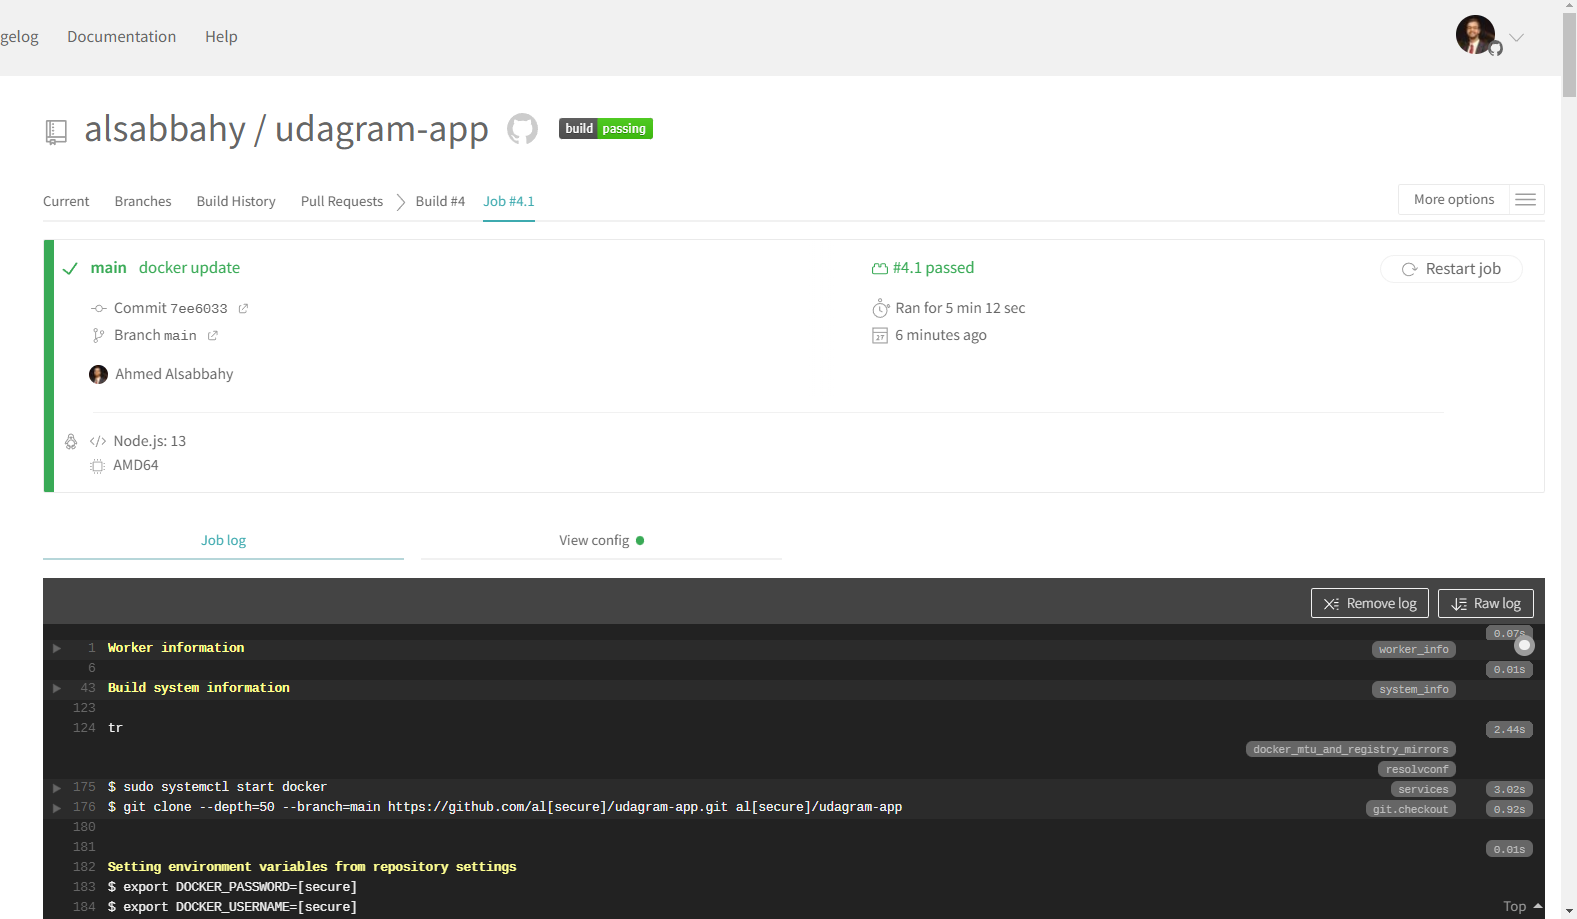 gelog Documentation Help
alsabbahy / udagram-app build passing
Current Branches Build History Pull Requests Build #4 Job #4.1 More options
main docker update #4.1 passed Restart job
Commit 7ee6033 Ran for 5 min 12 sec
Branch main 6 minutes ago
Ahmed Alsabbahy
Node.js: 13
AMD64
Job log View config
Remove log Raw log
0.07s
1 Worker information worker_info
6 0.01s
43 Build system information system_info
123
124 tr 2.44s
docker_mtu_and_registry_mirrors
resolvconf
175 $ sudo systemctl start docker services 3.02s
176 $ git clone --depth=50 --branch=main https://github.com/al[secure]/udagram-app.git al[secure]/udagram-app git.checkout 0.92s
180
181 0.01s
182 Setting environment variables from repository settings
183 $ export DOCKER_PASSWORD=[secure]
184 $ export DOCKER_USERNAME=[secure] Top